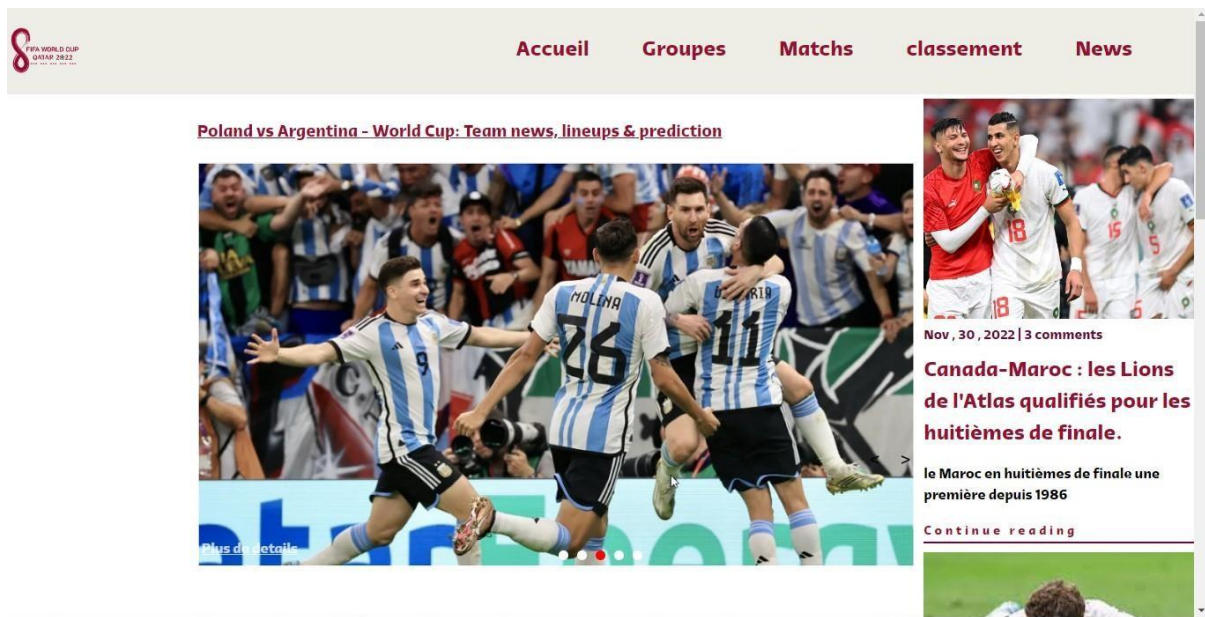 FIFA WORLD CUP
QATAR 2022
Accueil Groupes Matchs classement News
Poland vs Argentina - World Cup: Team news, lineups & prediction
MOLINA
26
11
9
18
18
15
5
< >
Plus de details
Nov , 30 , 2022 | 3 comments
Canada-Maroc : les Lions
de l'Atlas qualifiés pour les
huitièmes de finale.
le Maroc en huitièmes de finale une
première depuis 1986
Continue reading